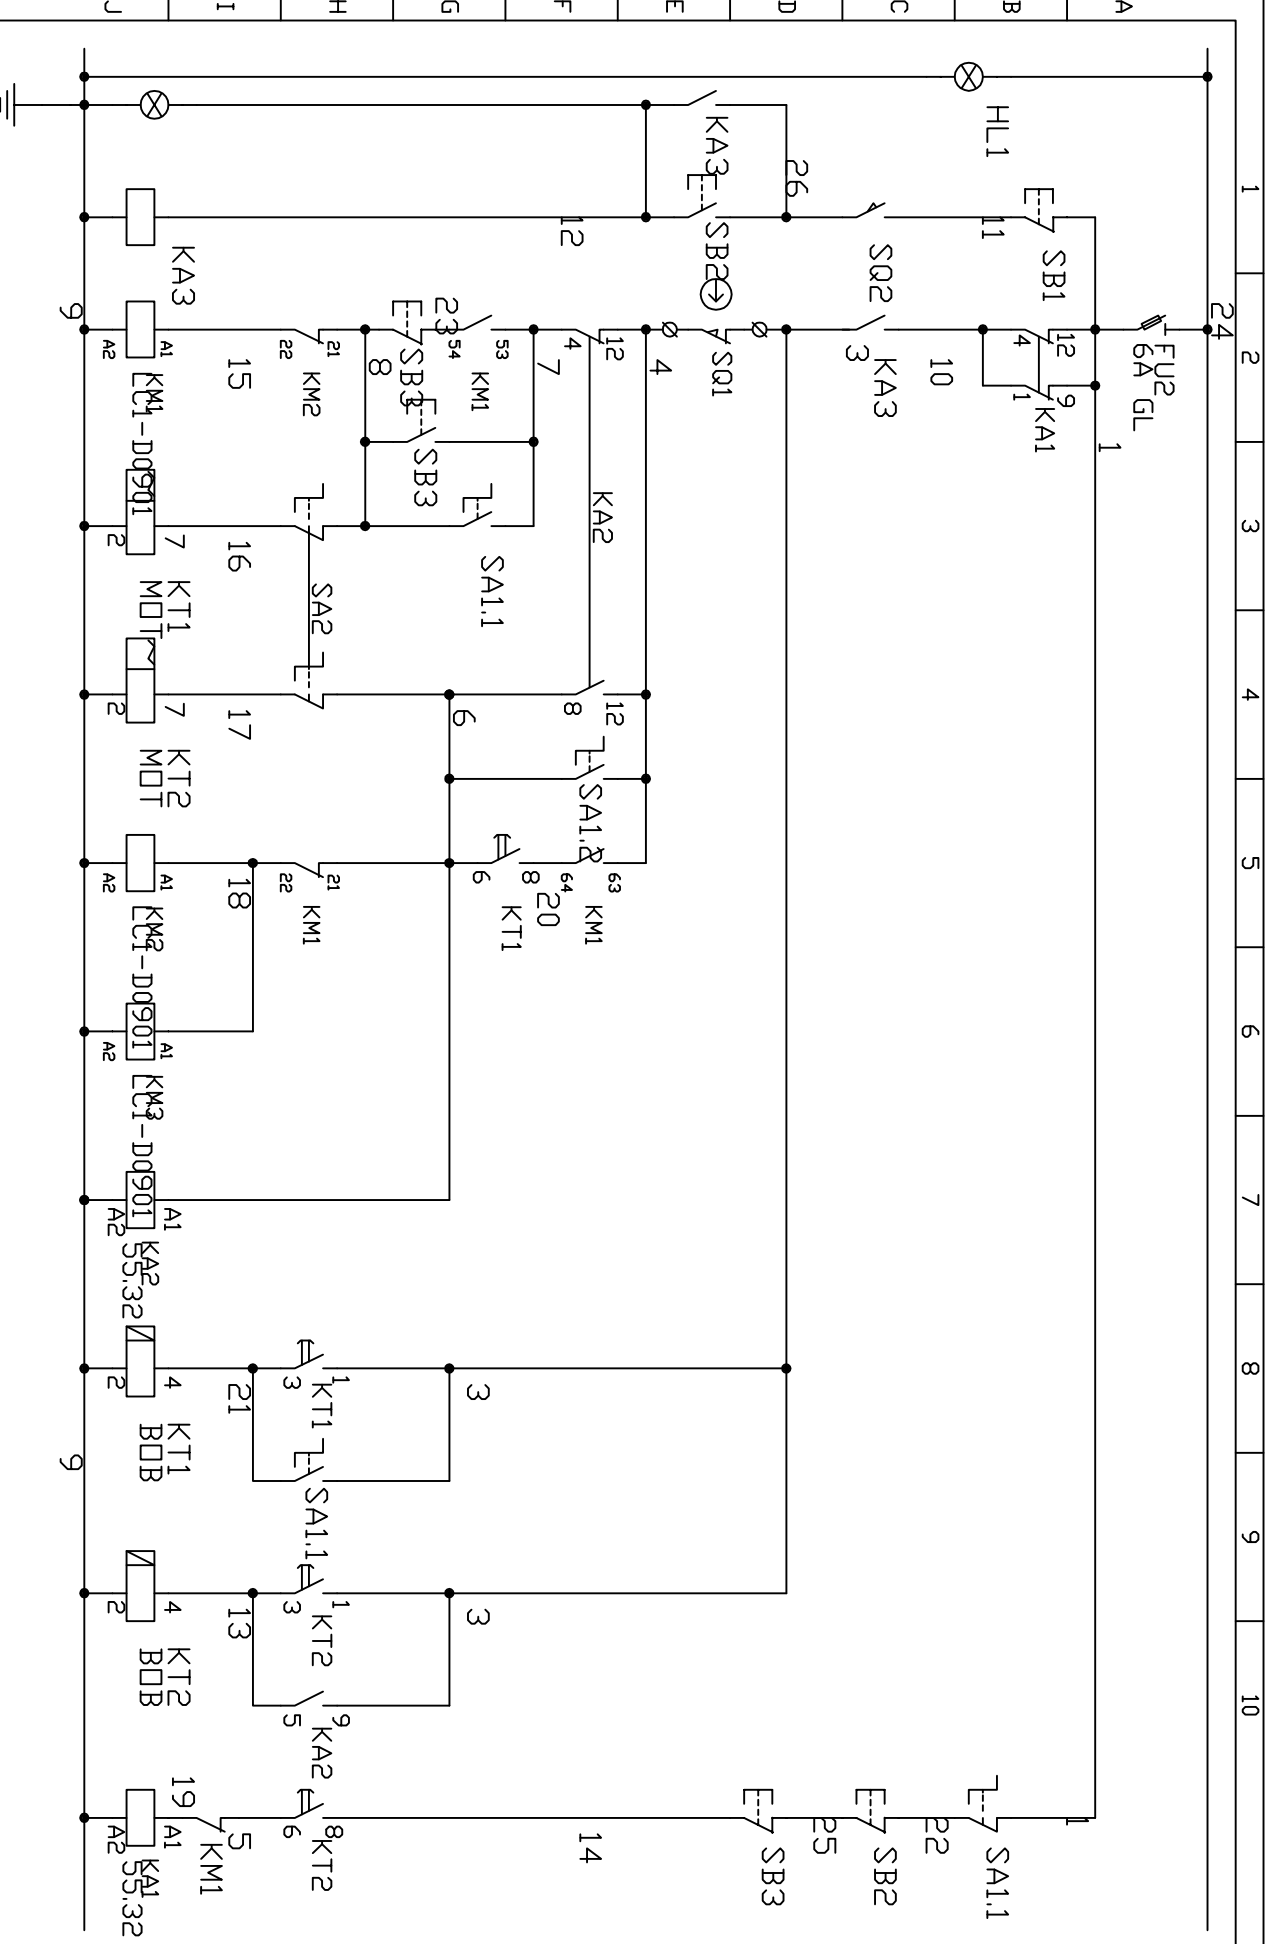 J
I
H
G
F
E
D
C
B
A
1
2
3
4
5
6
7
8
9
10
24
FU2
6A GL
1
HL1
SB1
11
SQ2
26
KA3
SB2
12
KA3
9
12
4
9
1
KA1
10
KA3
3
SQ1
4
12
4
7
53
54
KM1
23
SB3
8
SB3
21
22
KM2
15
A1
A2
KM1
LC1-D0901
SA1.1
KA2
SA2
16
7
2
KT1
MOT
12
8
6
17
7
2
KT2
MOT
SA1.2
63
64
KM1
20
8
6
KT1
21
22
KM1
18
A1
A2
KM2
LC1-D0901
A1
A2
KM3
LC1-D0901
A1
A2
KA2
55.32
3
1
3
KT1
21
4
2
KT1
BOB
SA1.1
9
3
1
3
KT2
13
4
2
KT2
BOB
9
5
KA2
1
SA1.1
22
SB2
25
SB3
14
8
6
KT2
5
KM1
19
A1
A2
KA1
55.32